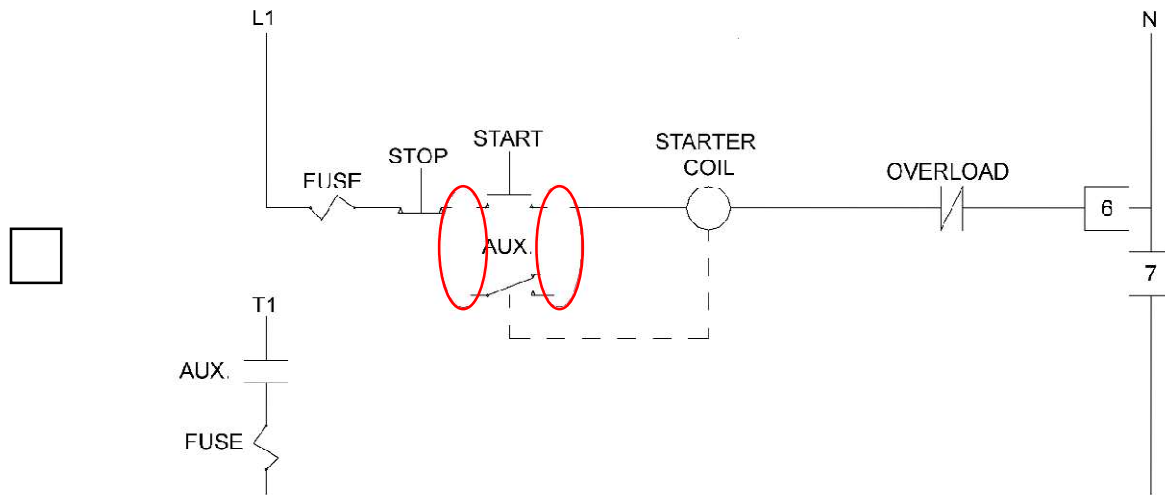 L1
N
START
STOP
STARTER
COIL
FUSE
OVERLOAD
6
AUX.
7
T1
AUX.
FUSE